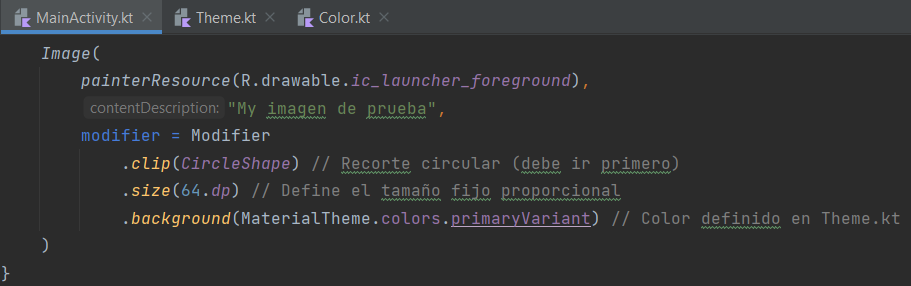 MainActivity.kt Theme.kt Color.kt
Image(
painterResource(R.drawable.ic_launcher_foreground),
contentDescription: "My imagen de prueba",
modifier = Modifier
.clip(CircleShape) // Recorte circular (debe ir primero)
.size(64.dp) // Define el tamaño fijo proporcional
.background(MaterialTheme.colors.primaryVariant) // Color definido en Theme.kt
)
}